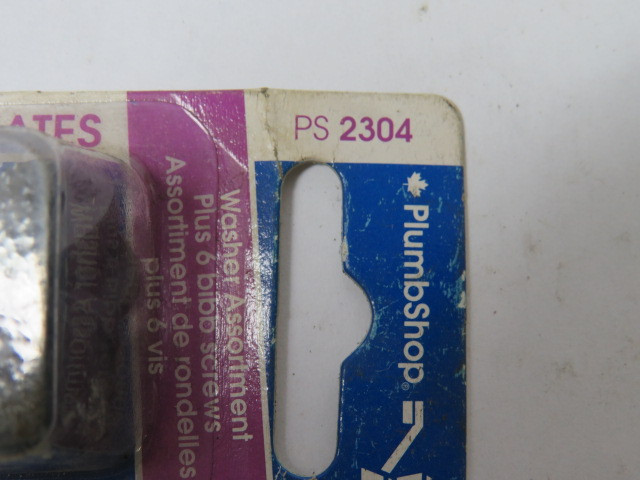 ATES
PS 2304
PlumbShop®
Washer Assortment
Plus 6 bibb screws
Assortiment de rondelles
plus 6 vis